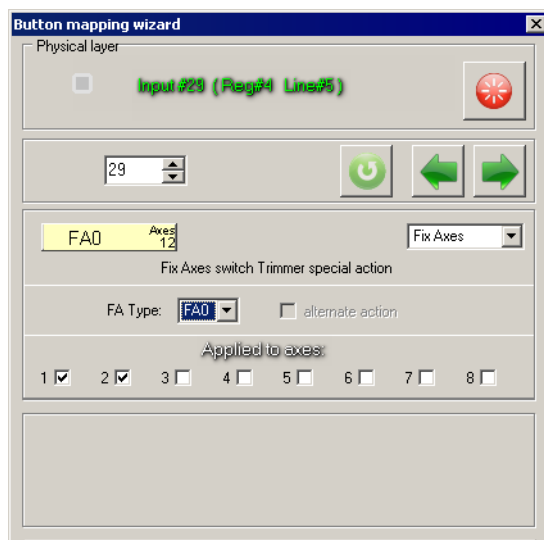 Button mapping wizard
Physical layer
Input#29 (Reg#4 Line#5)
29
FA0 Axes 12
Fix Axes
Fix Axes switch Trimmer special action
FA Type: FA0 alternate action
Applied to axes:
1 2 3 4 5 6 7 8